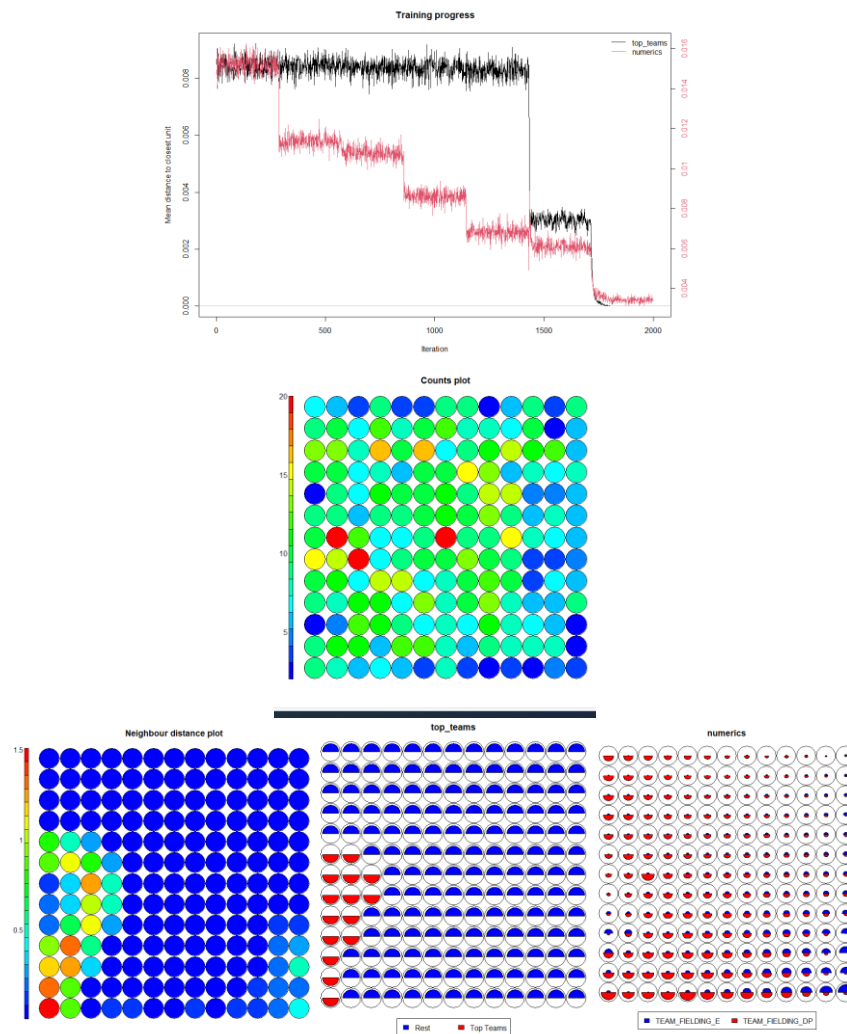 Training progress
top_teams
numerics
0.008
0.006
0.004
0.002
0.000
Mean distance to closest unit
0.016
0.014
0.012
0.011
0.008
0.006
0.004
0
500
1000
1500
2000
Iteration
Counts plot
20
15
10
5
Neighbour distance plot
1.5
1
0.5
top_teams
Rest
Top Teams
numerics
TEAM_FIELDING_E
TEAM_FIELDING_DP